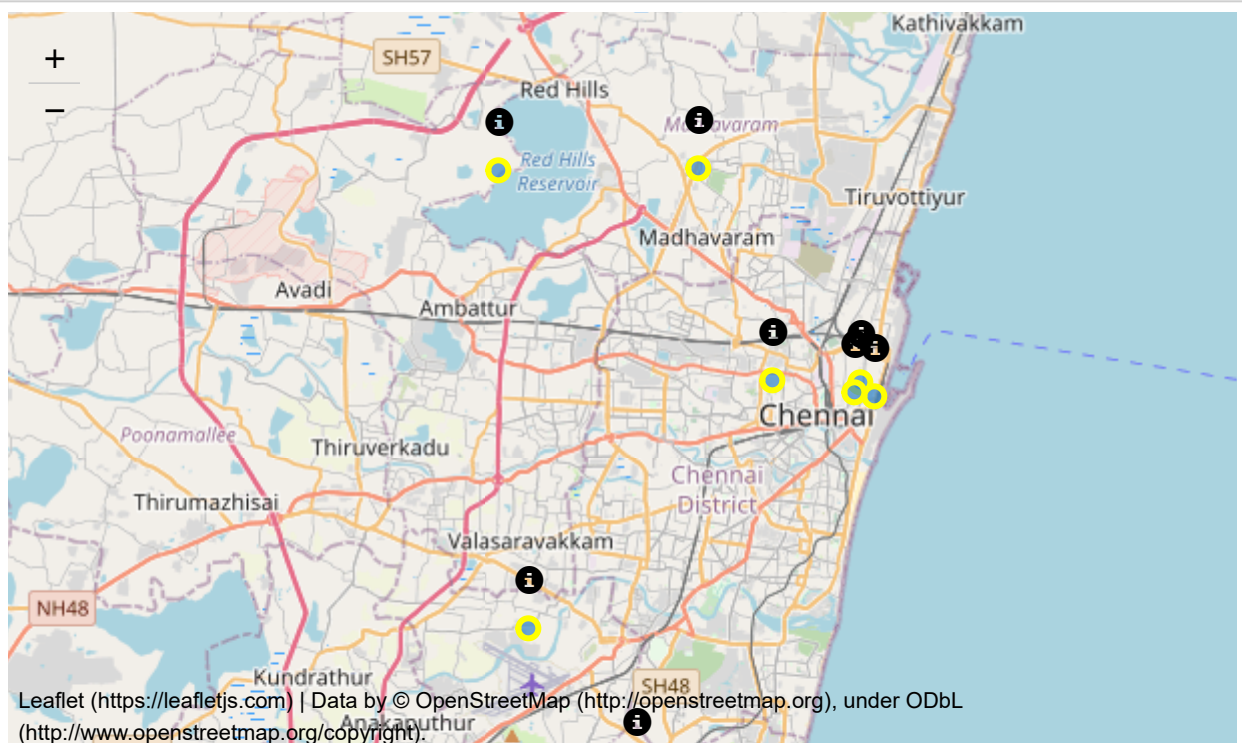 Kathivakkam
+
SH57
−
Red Hills
Red Hills
Reservoir
Tiruvottiyur
Madhavaram
Avadi
Ambattur
Chennai
Poonamallee
Thiruverkadu
Chennai
District
Thirumazhisai
Valasaravakkam
NH48
Kundrathur
SH48
Leaflet (https://leafletjs.com) | Data by © OpenStreetMap (http://openstreetmap.org), under ODbL
Anakaputhur
(http://www.openstreetmap.org/copyright).